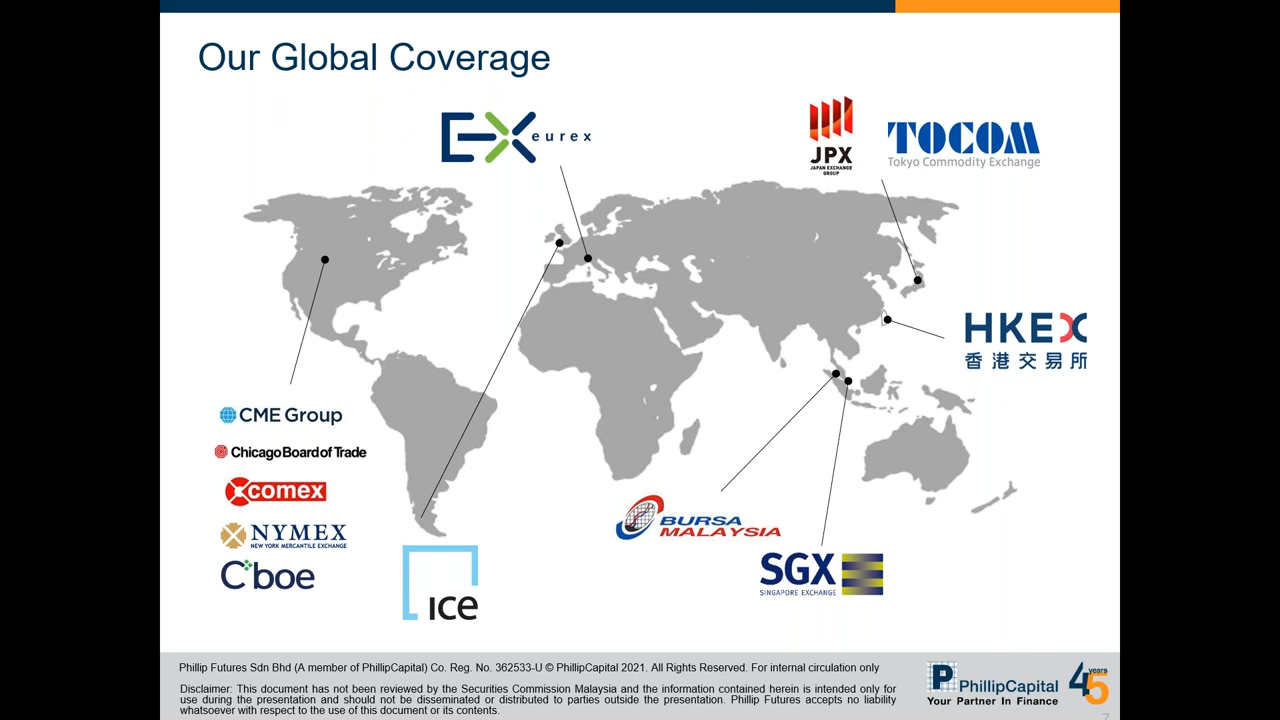 Our Global Coverage
eurex
JPX
JAPAN EXCHANGE
GROUP
TOCOM
Tokyo Commodity Exchange
HKEX
香港交易所
CME Group
Chicago Board of Trade
comex
NYMEX
NEW YORK MERCANTILE EXCHANGE
Cboe
ice
BURSA
MALAYSIA
SGX
SINGAPORE EXCHANGE
Phillip Futures Sdn Bhd (A member of PhillipCapital) Co. Reg. No. 362533-U © PhillipCapital 2021. All Rights Reserved. For internal circulation only
Disclaimer: This document has not been reviewed by the Securities Commission Malaysia and the information contained herein is intended only for
use during the presentation and should not be disseminated or distributed to parties outside the presentation. Phillip Futures accepts no liability
whatsoever with respect to the use of this document or its contents.
P
PhillipCapital
Your Partner In Finance
45 years
7